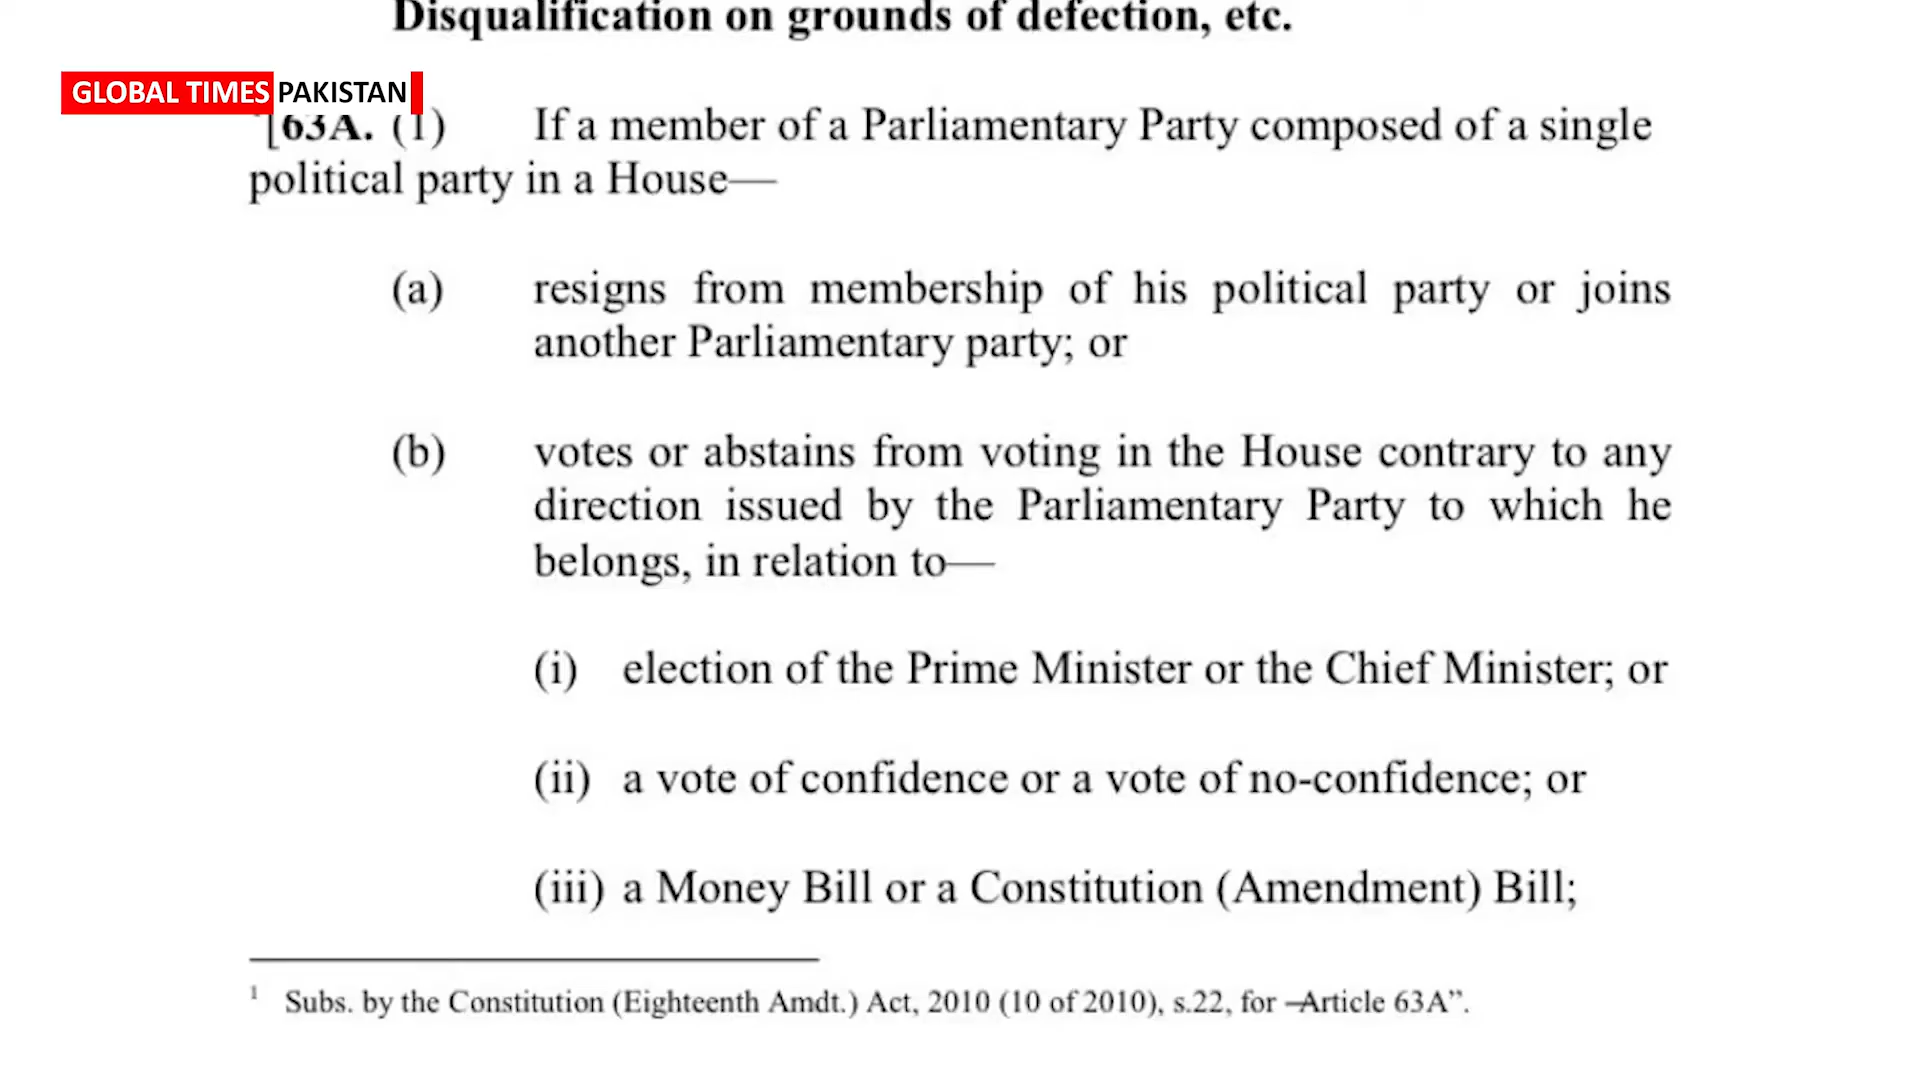 Disqualification on grounds of defection, etc.
GLOBAL TIMES PAKISTAN
[63A. (1) If a member of a Parliamentary Party composed of a single
political party in a House—
(a) resigns from membership of his political party or joins
another Parliamentary party; or
(b) votes or abstains from voting in the House contrary to any
direction issued by the Parliamentary Party to which he
belongs, in relation to—
(i) election of the Prime Minister or the Chief Minister; or
(ii) a vote of confidence or a vote of no-confidence; or
(iii) a Money Bill or a Constitution (Amendment) Bill;
1 Subs. by the Constitution (Eighteenth Amdt.) Act, 2010 (10 of 2010), s.22, for —Article 63A”.